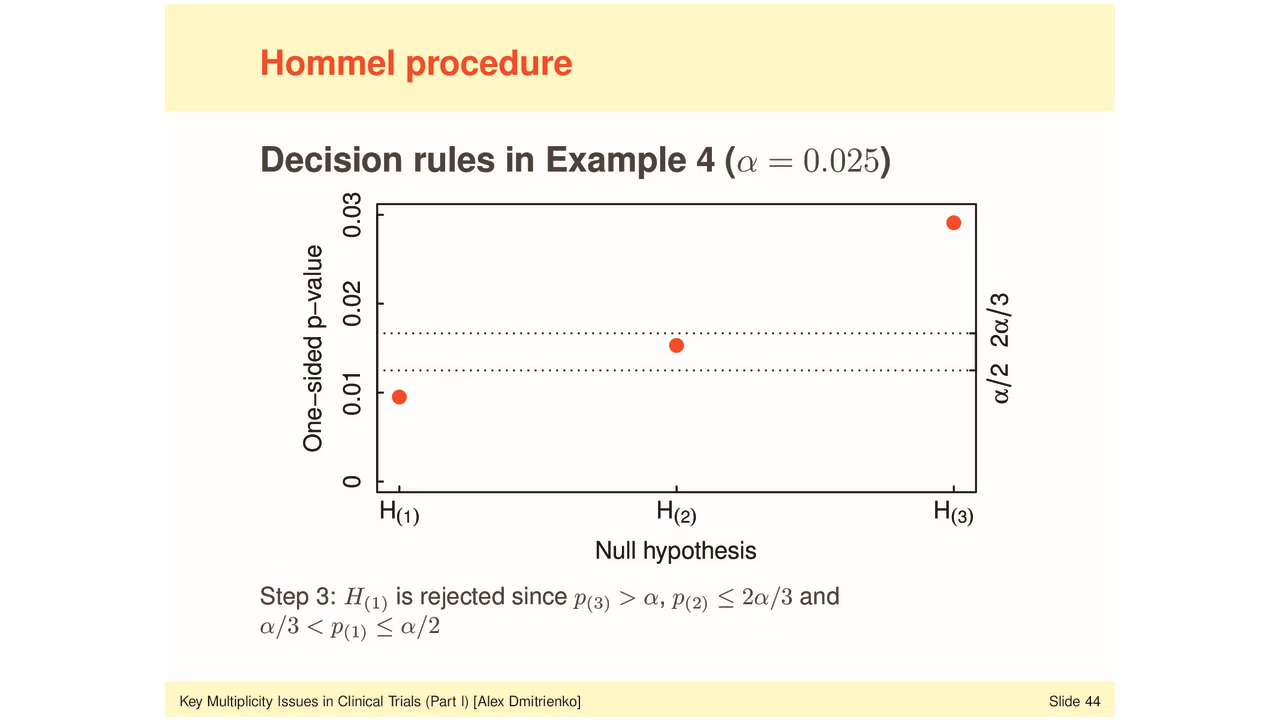 Hommel procedure
Decision rules in Example 4 (α = 0.025)
One−sided p−value
0.03
0.02
0.01
0
2α/3
α/2
H(1)
H(2)
H(3)
Null hypothesis
Step 3: H(1) is rejected since p(3) > α, p(2) ≤ 2α/3 and
α/3 < p(1) ≤ α/2
Key Multiplicity Issues in Clinical Trials (Part I) [Alex Dmitrienko]
Slide 44